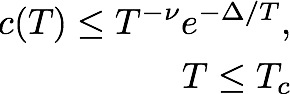 c(T) ≤ T^{-ν} e^{-Δ/T},
T ≤ T_c